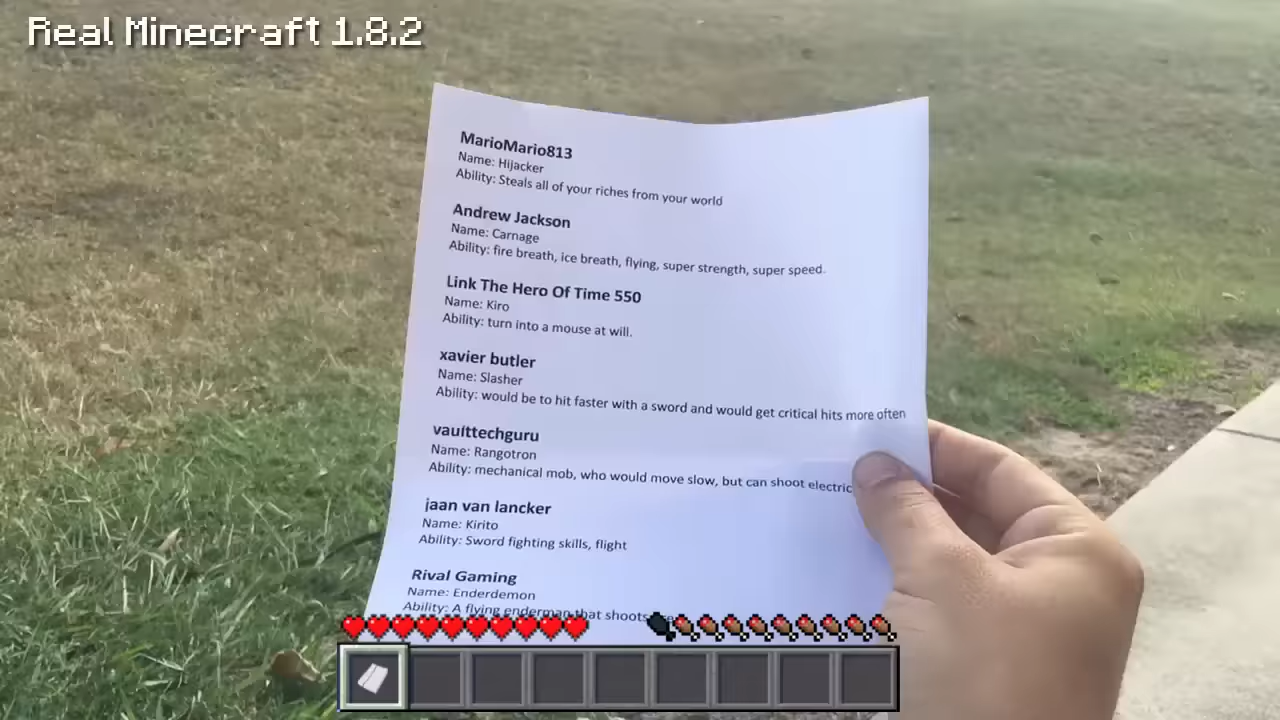 Real Minecraft 1.8.2
MarioMario813
Name: Hijacker
Ability: Steals all of your riches from your world
Andrew Jackson
Name: Carnage
Ability: fire breath, ice breath, flying, super strength, super speed.
Link The Hero Of Time 550
Name: Kiro
Ability: turn into a mouse at will.
xavier butler
Name: Slasher
Ability: would be to hit faster with a sword and would get critical hits more often
vaulttechguru
Name: Rangotron
Ability: mechanical mob, who would move slow, but can shoot electric
jaan van lancker
Name: Kirito
Ability: Sword fighting skills, flight
Rival Gaming
Name: Enderdemon
Ability: A flying enderman that shoots